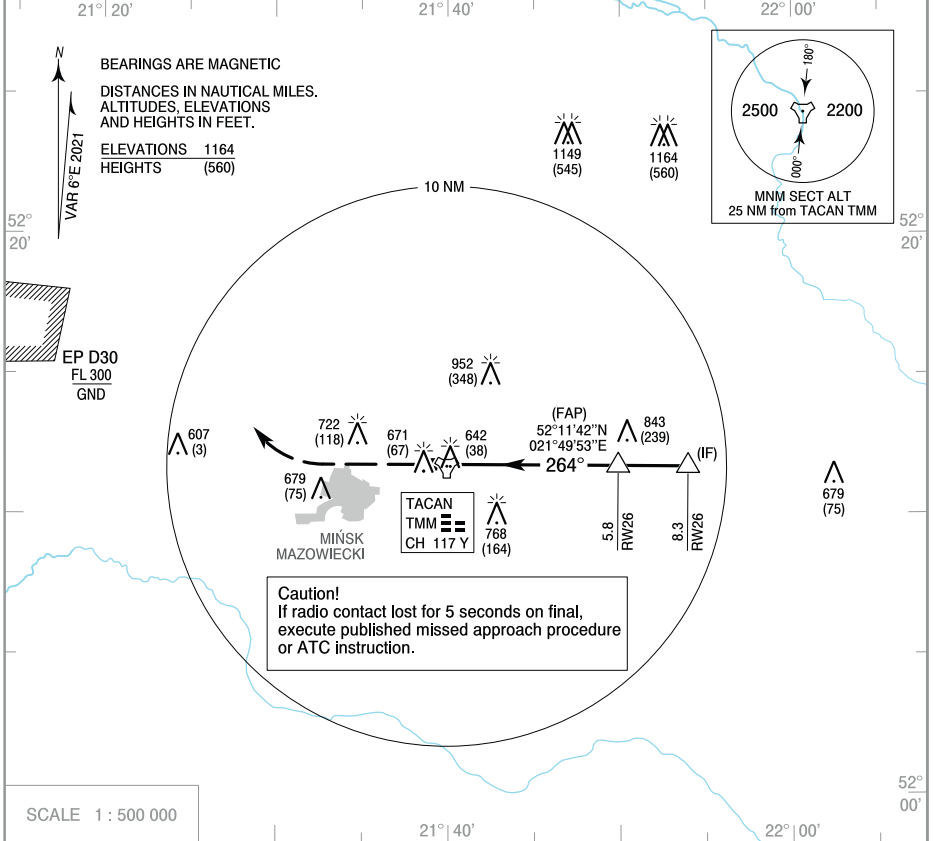 21° 20'
21° 40'
22° 00'
N
VAR 6°E 2021
BEARINGS ARE MAGNETIC
DISTANCES IN NAUTICAL MILES.
ALTITUDES, ELEVATIONS
AND HEIGHTS IN FEET.
ELEVATIONS 1164
HEIGHTS (560)
180°
2500
2200
000°
MNM SECT ALT
25 NM from TACAN TMM
1149
(545)
1164
(560)
10 NM
52°
20'
52°
20'
EP D30
FL 300
GND
952
(348)
607
(3)
722
(118)
671
(67)
642
(38)
(FAP)
52°11'42"N
021°49'53"E
843
(239)
(IF)
264°
679
(75)
679
(75)
MIŃSK
MAZOWIECKI
TACAN
TMM
CH 117 Y
768
(164)
5.8
RW26
8.3
RW26
Caution!
If radio contact lost for 5 seconds on final,
execute published missed approach procedure
or ATC instruction.
52°
00'
SCALE 1 : 500 000
21° 40'
22° 00'